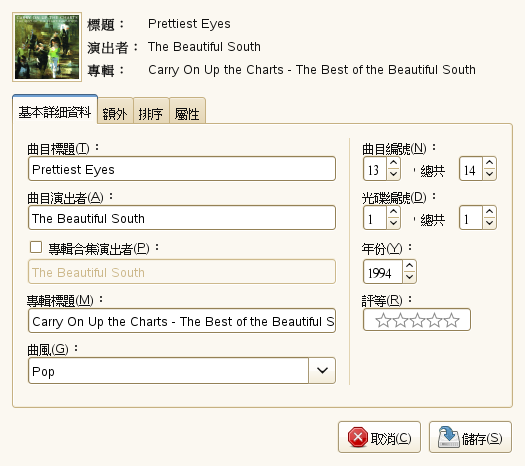 標題： Prettiest Eyes
演出者： The Beautiful South
專輯： Carry On Up the Charts - The Best of the Beautiful South
基本詳細資料 額外 排序 屬性
曲目標題(T)：
Prettiest Eyes
曲目演出者(A)：
The Beautiful South
專輯合集演出者(P)：
The Beautiful South
專輯標題(M)：
Carry On Up the Charts - The Best of the Beautiful S
曲風(G)：
Pop
曲目編號(N)：
13 ，總共 14
光碟編號(D)：
1 ，總共 1
年份(Y)：
1994
評等(R)：
取消(C) 儲存(S)